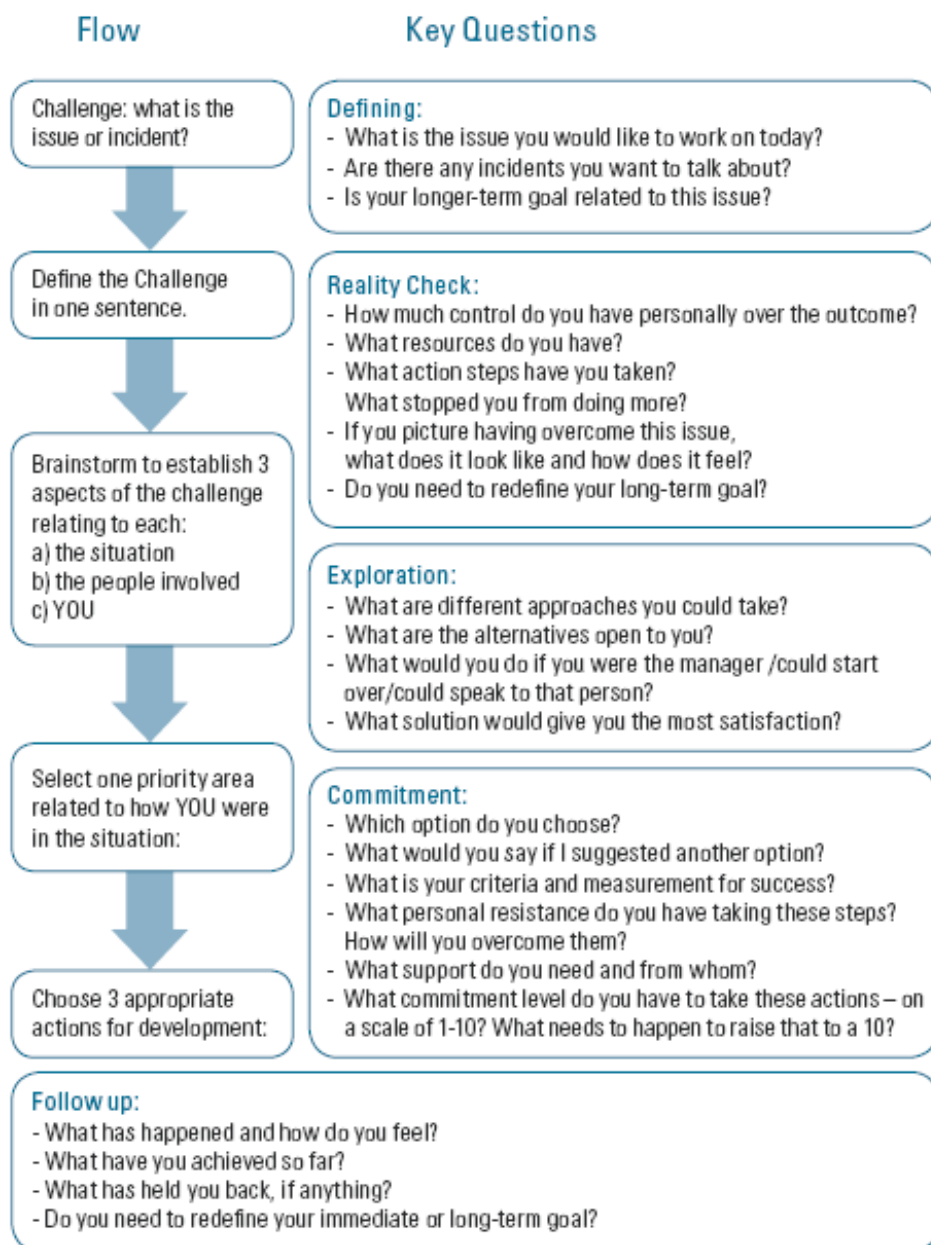 Flow
Key Questions
Challenge: what is the
issue or incident?
Define the Challenge
in one sentence.
Brainstorm to establish 3
aspects of the challenge
relating to each:
a) the situation
b) the people involved
c) YOU
Select one priority area
related to how YOU were
in the situation:
Choose 3 appropriate
actions for development:
Defining:
- What is the issue you would like to work on today?
- Are there any incidents you want to talk about?
- Is your longer-term goal related to this issue?
Reality Check:
- How much control do you have personally over the outcome?
- What resources do you have?
- What action steps have you taken?
What stopped you from doing more?
- If you picture having overcome this issue,
what does it look like and how does it feel?
- Do you need to redefine your long-term goal?
Exploration:
- What are different approaches you could take?
- What are the alternatives open to you?
- What would you do if you were the manager /could start
over/could speak to that person?
- What solution would give you the most satisfaction?
Commitment:
- Which option do you choose?
- What would you say if I suggested another option?
- What is your criteria and measurement for success?
- What personal resistance do you have taking these steps?
How will you overcome them?
- What support do you need and from whom?
- What commitment level do you have to take these actions – on
a scale of 1-10? What needs to happen to raise that to a 10?
Follow up:
- What has happened and how do you feel?
- What have you achieved so far?
- What has held you back, if anything?
- Do you need to redefine your immediate or long-term goal?